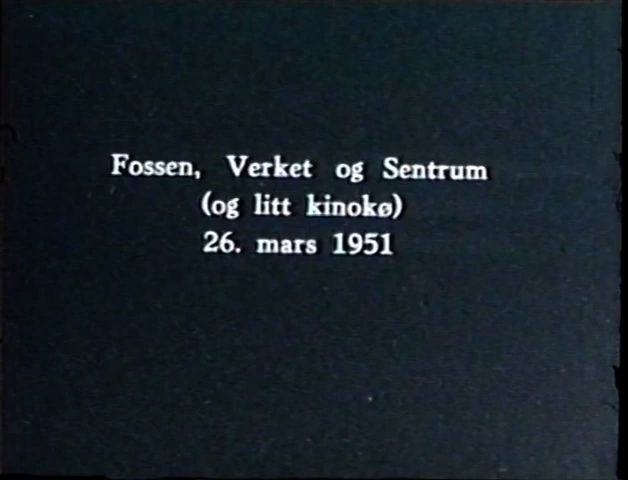 Fossen, Verket og Sentrum
(og litt kinokø)
26. mars 1951